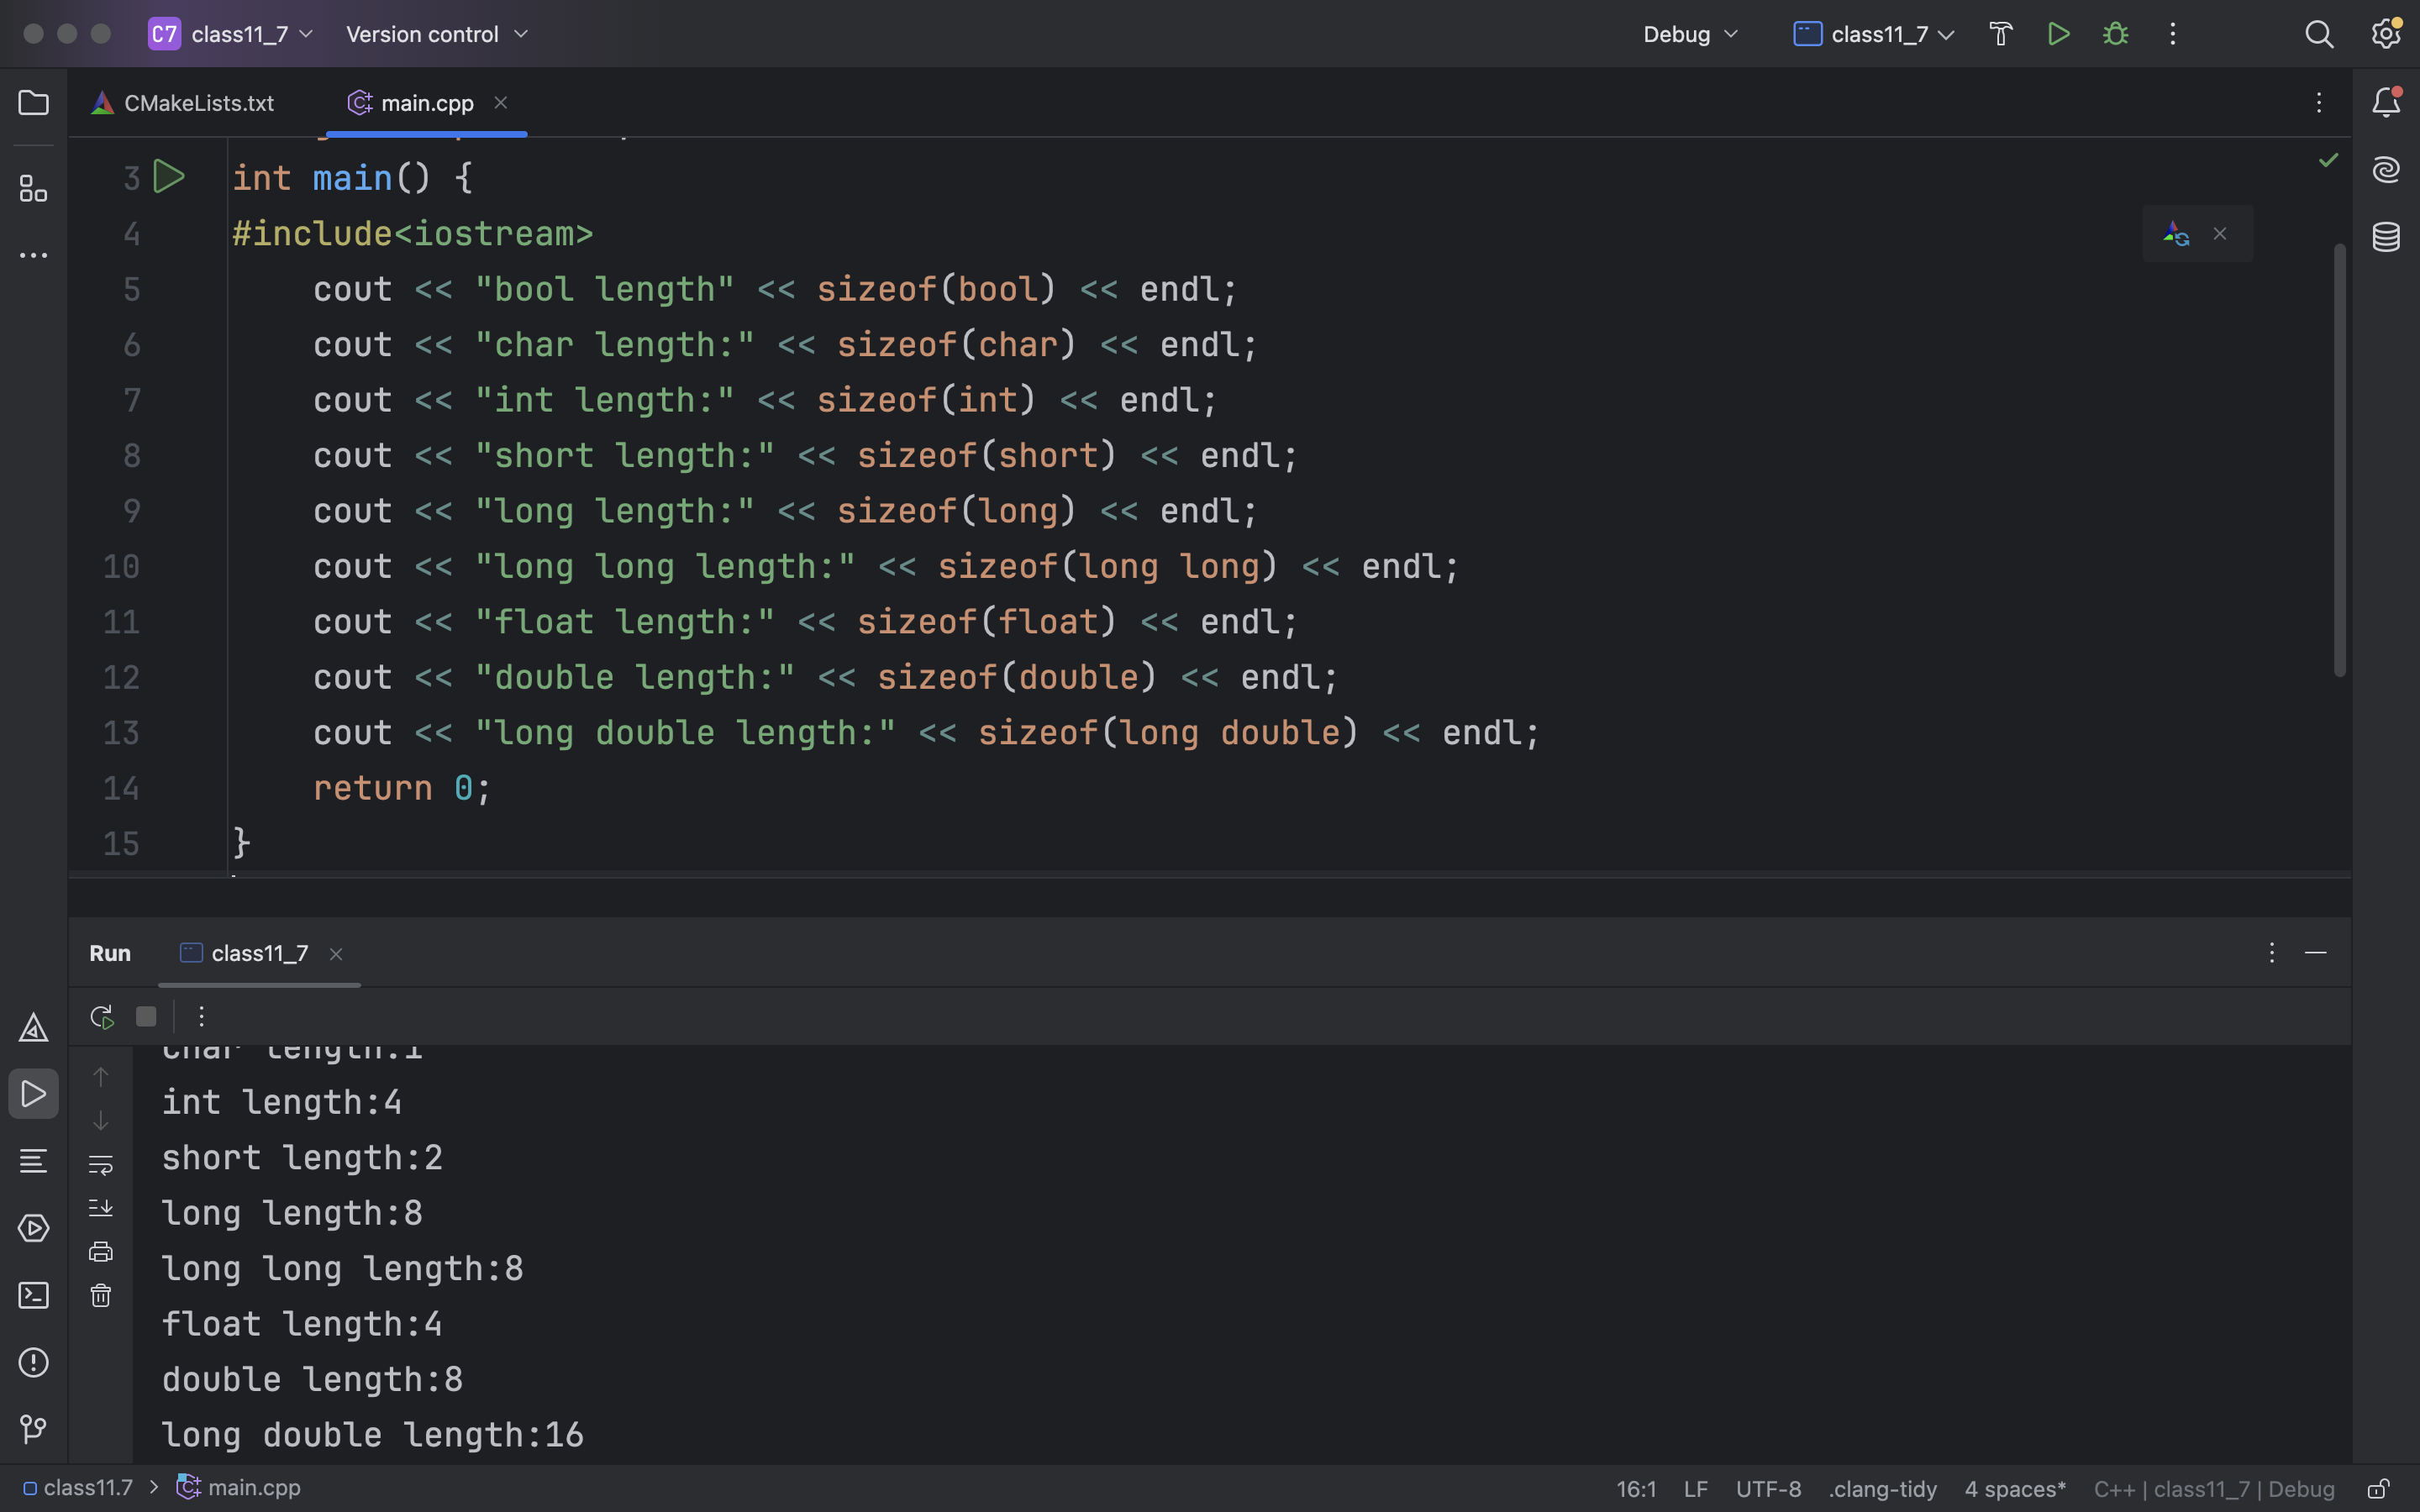 C7 class11_7 Version control Debug class11_7
CMakeLists.txt main.cpp
3 int main() {
4 #include<iostream>
5 cout << "bool length" << sizeof(bool) << endl;
6 cout << "char length:" << sizeof(char) << endl;
7 cout << "int length:" << sizeof(int) << endl;
8 cout << "short length:" << sizeof(short) << endl;
9 cout << "long length:" << sizeof(long) << endl;
10 cout << "long long length:" << sizeof(long long) << endl;
11 cout << "float length:" << sizeof(float) << endl;
12 cout << "double length:" << sizeof(double) << endl;
13 cout << "long double length:" << sizeof(long double) << endl;
14 return 0;
15 }
Run class11_7
char length:1
int length:4
short length:2
long length:8
long long length:8
float length:4
double length:8
long double length:16
class11.7 > main.cpp 16:1 LF UTF-8 .clang-tidy 4 spaces* C++ | class11_7 | Debug